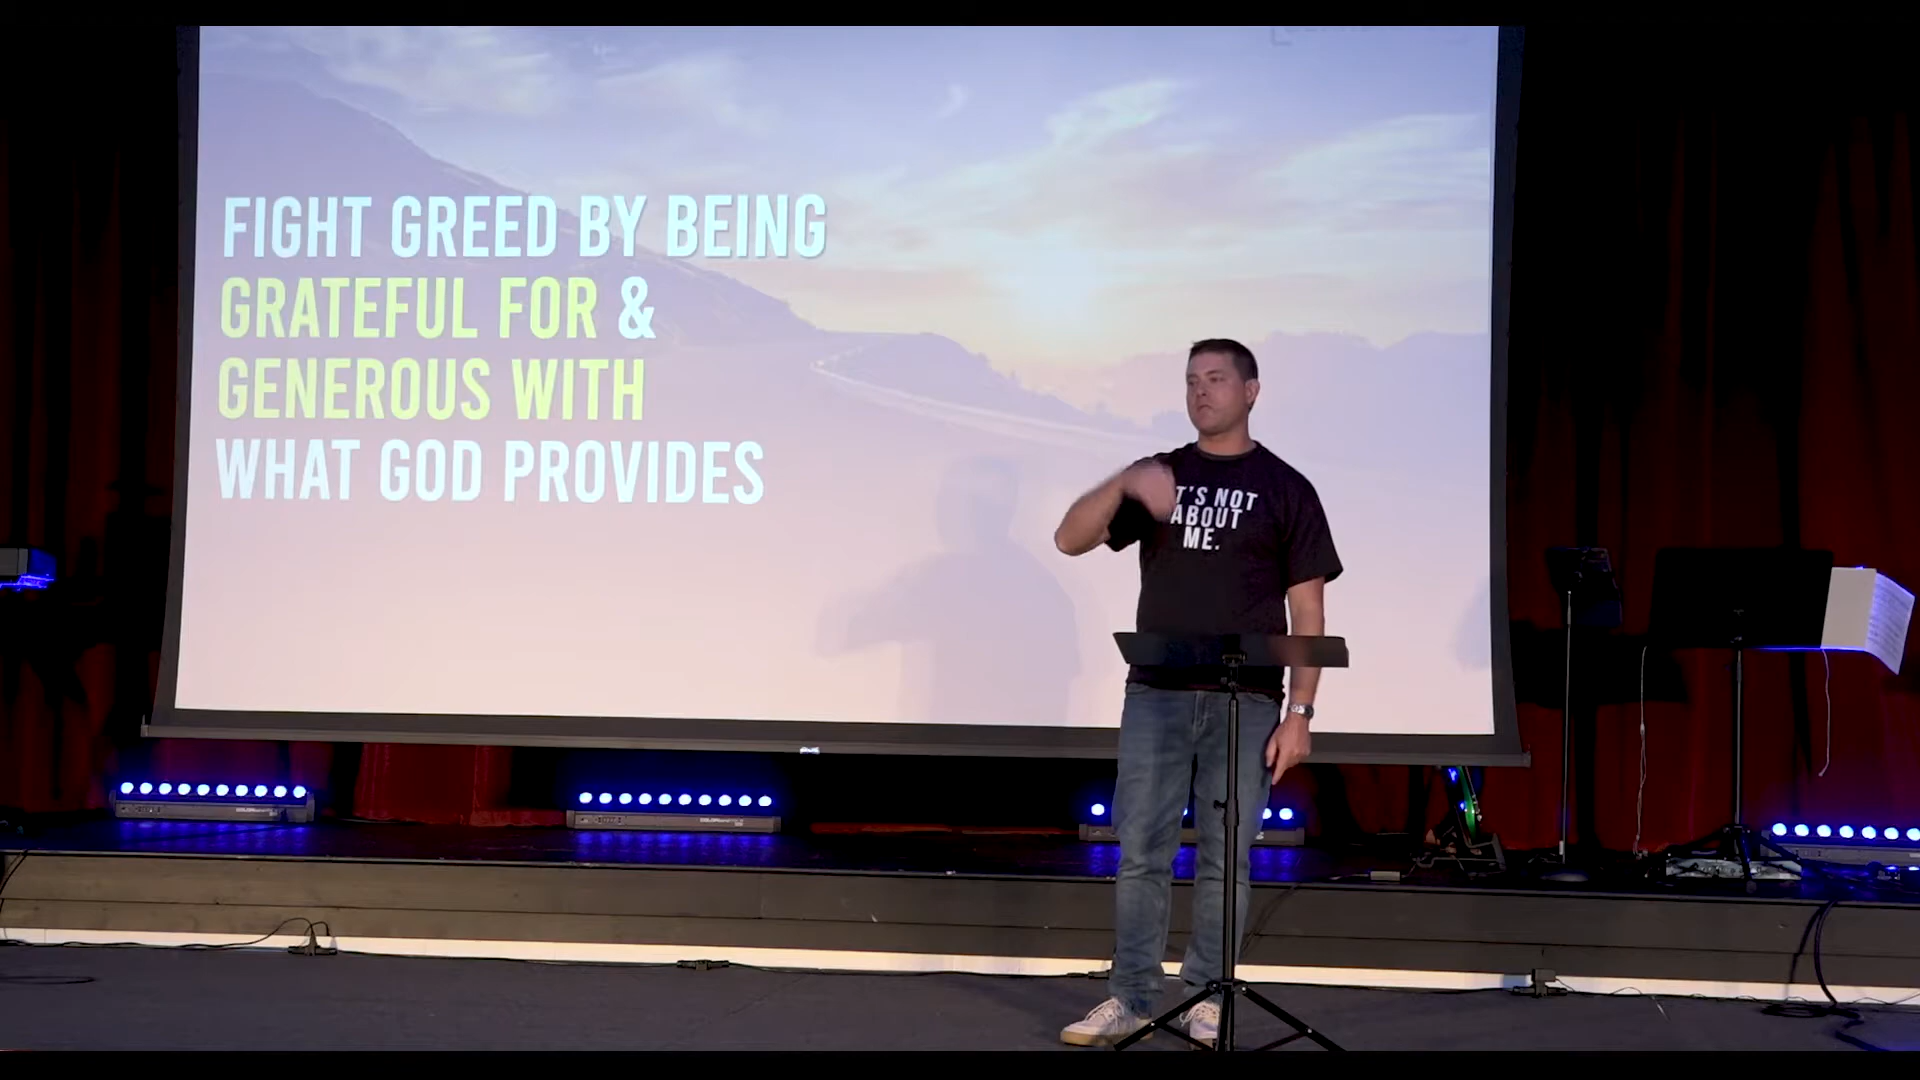 FIGHT GREED BY BEING
GRATEFUL FOR &
GENEROUS WITH
WHAT GOD PROVIDES
T'S NOT
ABOUT
ME.